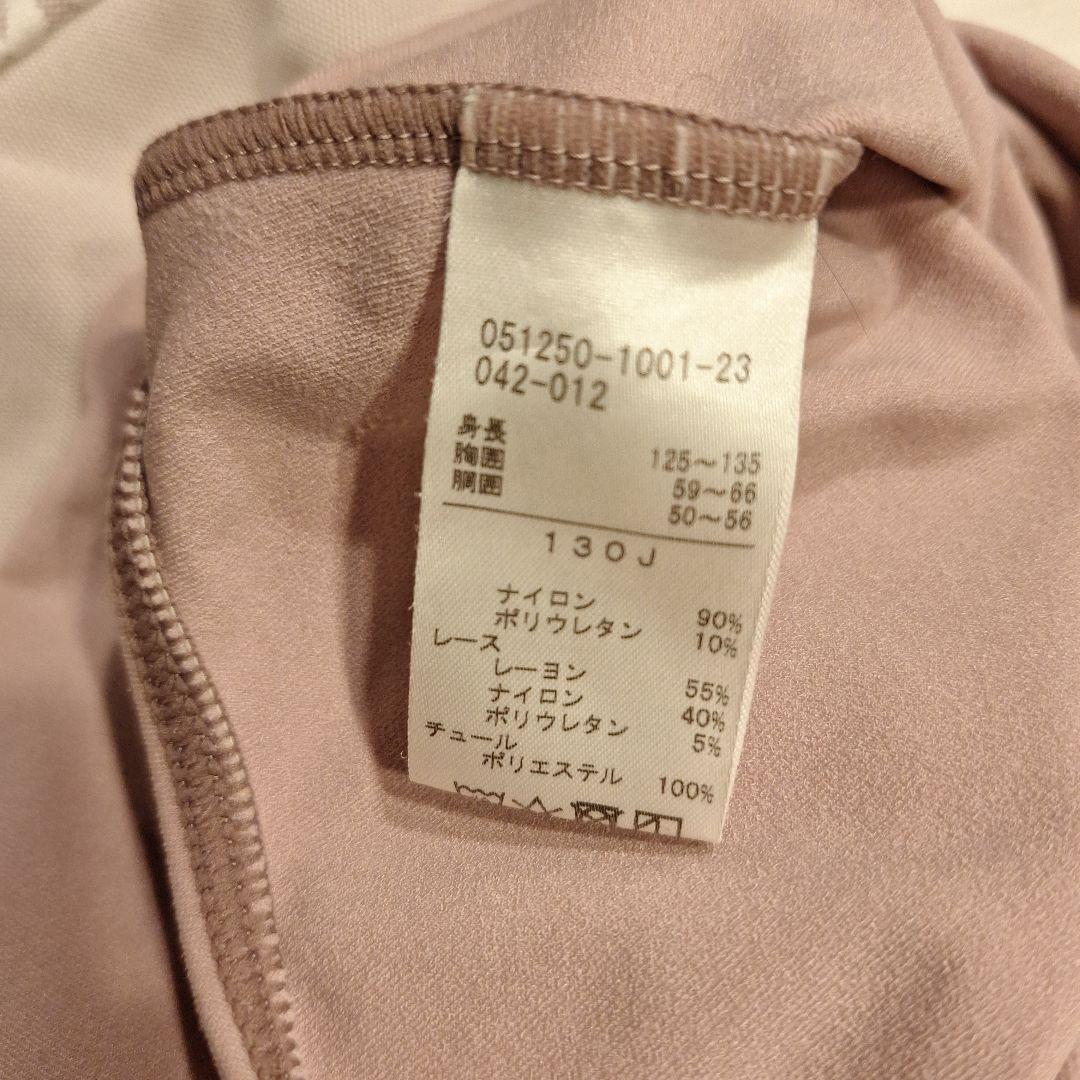 051250-1001-23
042-012
身長 125～135
胸囲 59～66
胴囲 50～56
130J
ナイロン 90%
ポリウレタン 10%
レース
レーヨン 55%
ナイロン 40%
ポリウレタン 5%
チュール
ポリエステル 100%